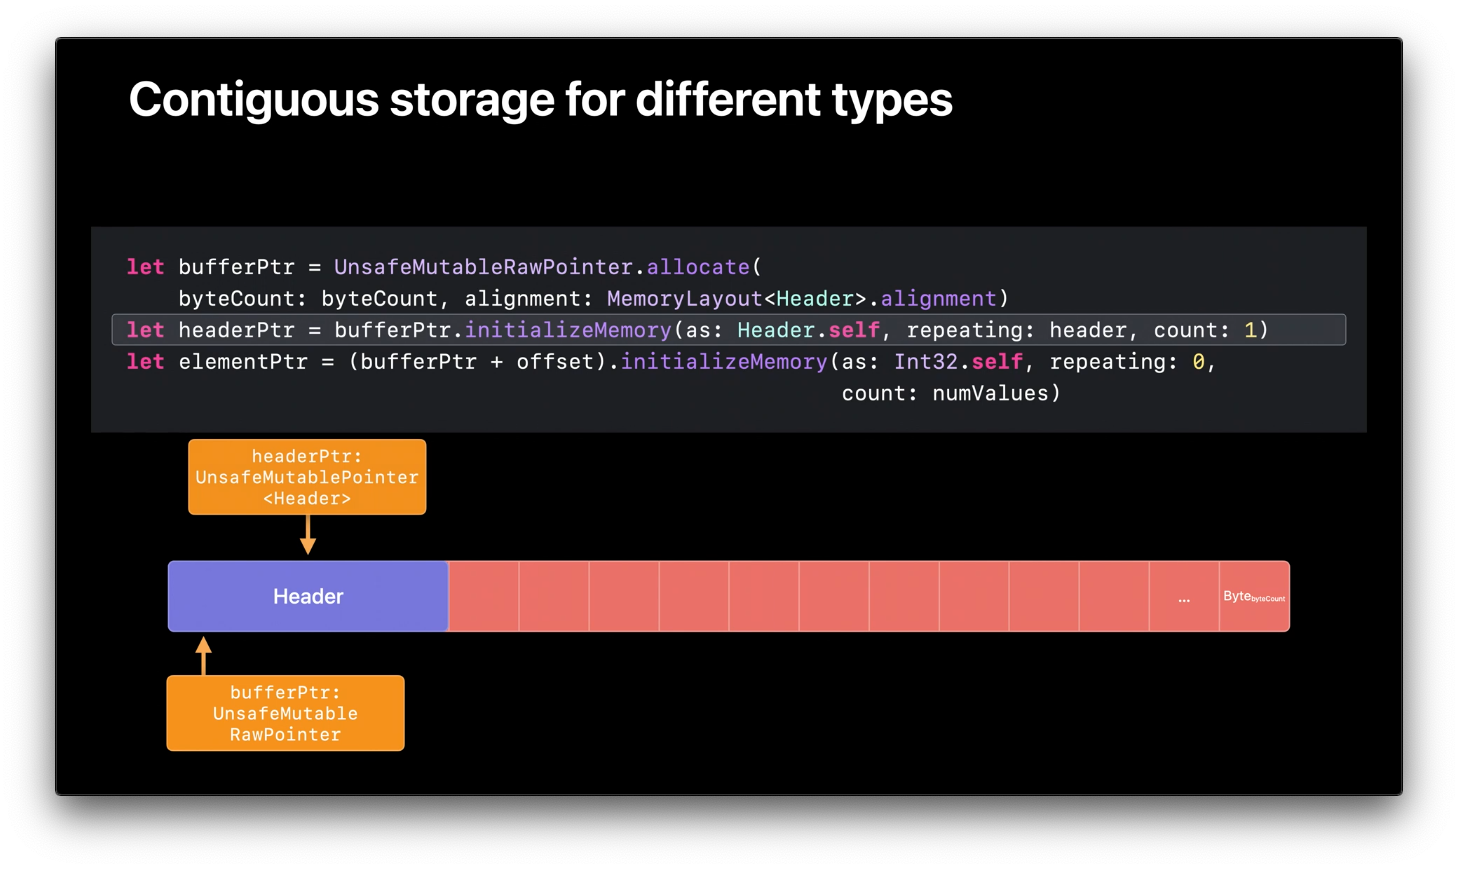 Contiguous storage for different types
let bufferPtr = UnsafeMutableRawPointer.allocate(
    byteCount: byteCount, alignment: MemoryLayout<Header>.alignment)
let headerPtr = bufferPtr.initializeMemory(as: Header.self, repeating: header, count: 1)
let elementPtr = (bufferPtr + offset).initializeMemory(as: Int32.self, repeating: 0,
                                                       count: numValues)
headerPtr:
UnsafeMutablePointer
<Header>
Header
...
Byte byteCount
bufferPtr:
UnsafeMutable
RawPointer